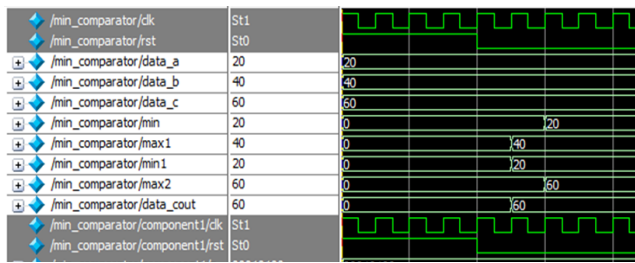 /min_comparator/clk St1
/min_comparator/rst St0
/min_comparator/data_a 20 20
/min_comparator/data_b 40 40
/min_comparator/data_c 60 60
/min_comparator/min 20 0 20
/min_comparator/max1 40 0 40
/min_comparator/min1 20 0 20
/min_comparator/max2 60 0 60
/min_comparator/data_cout 60 0 60
/min_comparator/component1/clk St1
/min_comparator/component1/rst St0